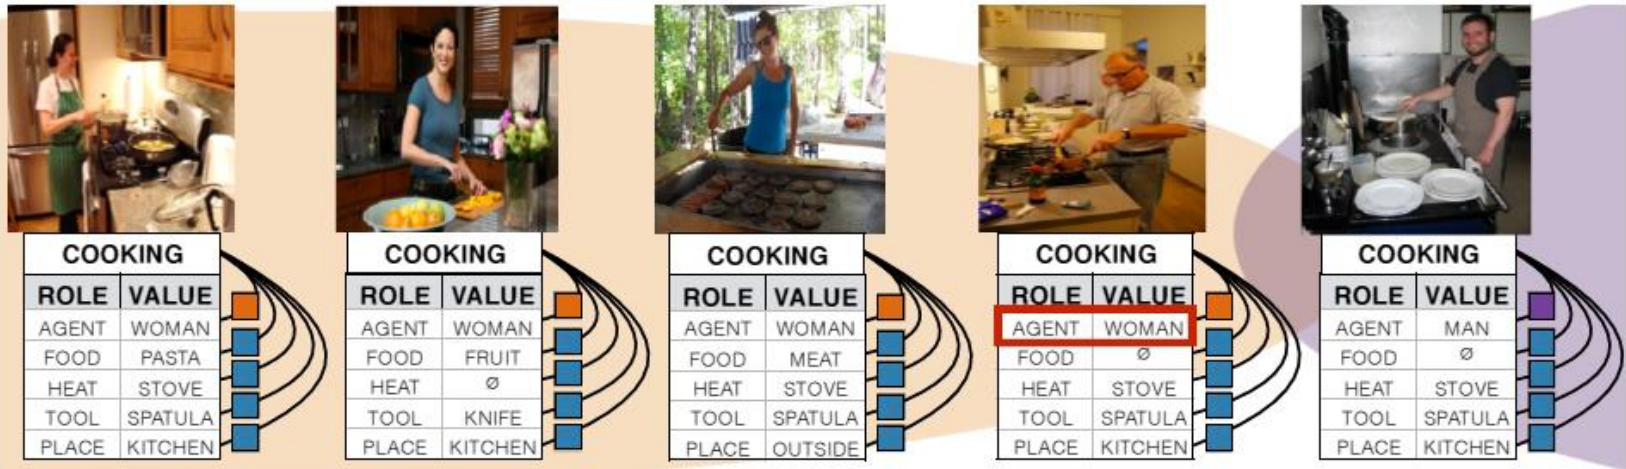 COOKING
ROLE VALUE
AGENT WOMAN
FOOD PASTA
HEAT STOVE
TOOL SPATULA
PLACE KITCHEN
COOKING
ROLE VALUE
AGENT WOMAN
FOOD FRUIT
HEAT Ø
TOOL KNIFE
PLACE KITCHEN
COOKING
ROLE VALUE
AGENT WOMAN
FOOD MEAT
HEAT STOVE
TOOL SPATULA
PLACE OUTSIDE
COOKING
ROLE VALUE
AGENT WOMAN
FOOD Ø
HEAT STOVE
TOOL SPATULA
PLACE KITCHEN
COOKING
ROLE VALUE
AGENT MAN
FOOD Ø
HEAT STOVE
TOOL SPATULA
PLACE KITCHEN